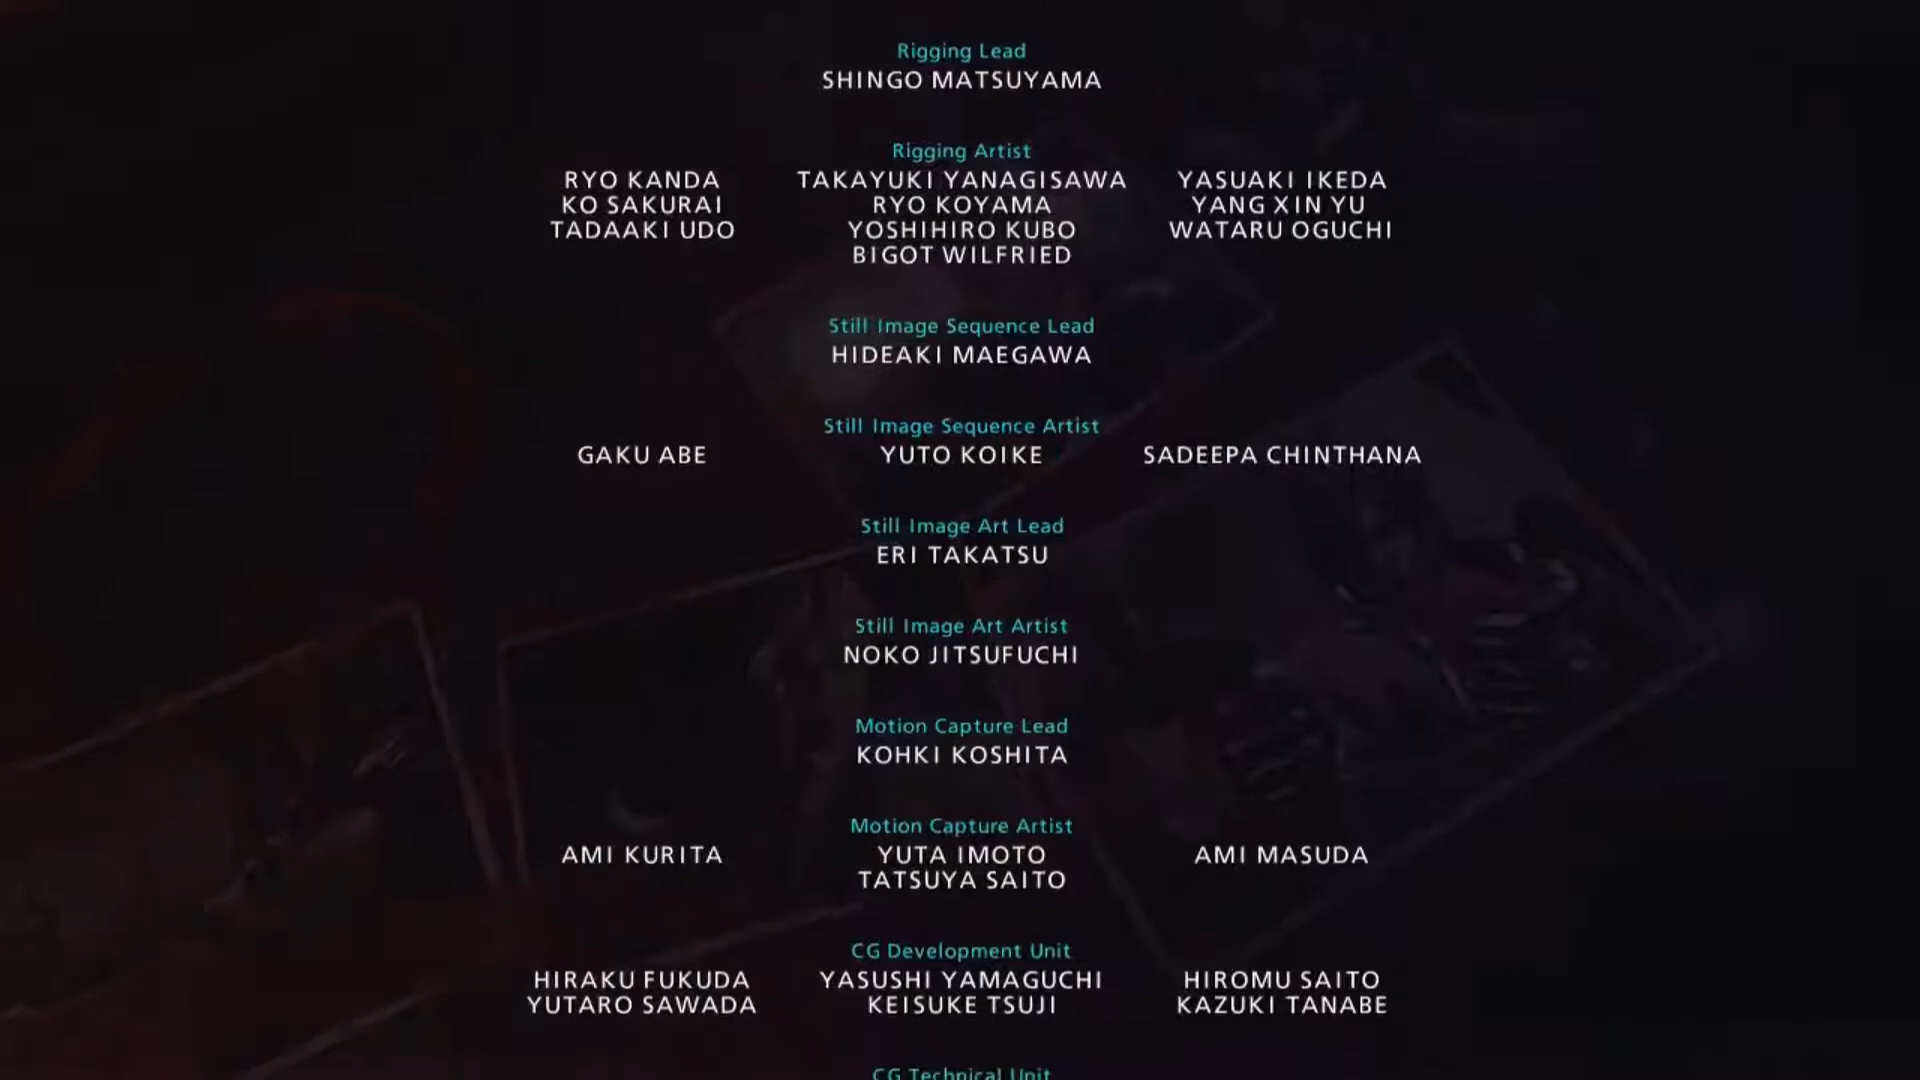 Rigging Lead
SHINGO MATSUYAMA
Rigging Artist
RYO KANDA TAKAYUKI YANAGISAWA YASUAKI IKEDA
KO SAKURAI RYO KOYAMA YANG XIN YU
TADAAKI UDO YOSHIHIRO KUBO WATARU OGUCHI
BIGOT WILFRIED
Still Image Sequence Lead
HIDEAKI MAEGAWA
Still Image Sequence Artist
GAKU ABE YUTO KOIKE SADEEPA CHINTHANA
Still Image Art Lead
ERI TAKATSU
Still Image Art Artist
NOKO JITSUFUCHI
Motion Capture Lead
KOHKI KOSHITA
Motion Capture Artist
AMI KURITA YUTA IMOTO AMI MASUDA
TATSUYA SAITO
CG Development Unit
HIRAKU FUKUDA YASUSHI YAMAGUCHI HIROMU SAITO
YUTARO SAWADA KEISUKE TSUJI KAZUKI TANABE
CG Technical Unit